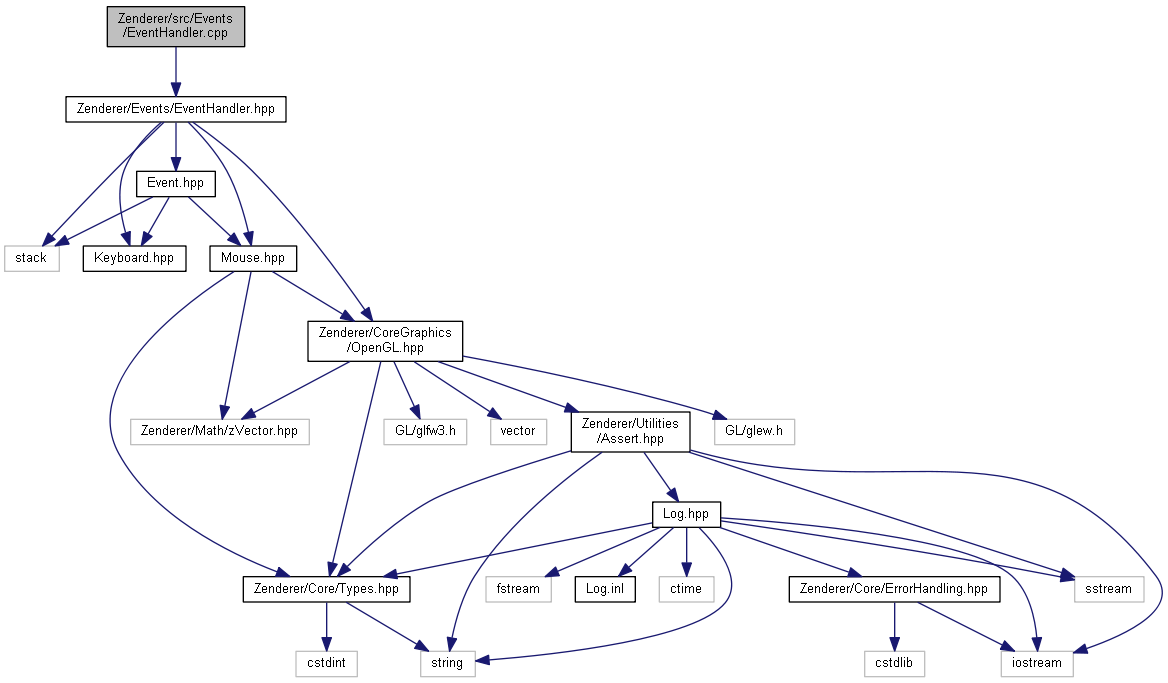 Zenderer/src/Events
/EventHandler.cpp
Zenderer/Events/EventHandler.hpp
Event.hpp
stack
Keyboard.hpp
Mouse.hpp
Zenderer/CoreGraphics
/OpenGL.hpp
Zenderer/Math/zVector.hpp
GL/glfw3.h
vector
Zenderer/Utilities
/Assert.hpp
GL/glew.h
Log.hpp
Zenderer/Core/Types.hpp
fstream
Log.inl
ctime
Zenderer/Core/ErrorHandling.hpp
sstream
cstdint
string
cstdlib
iostream